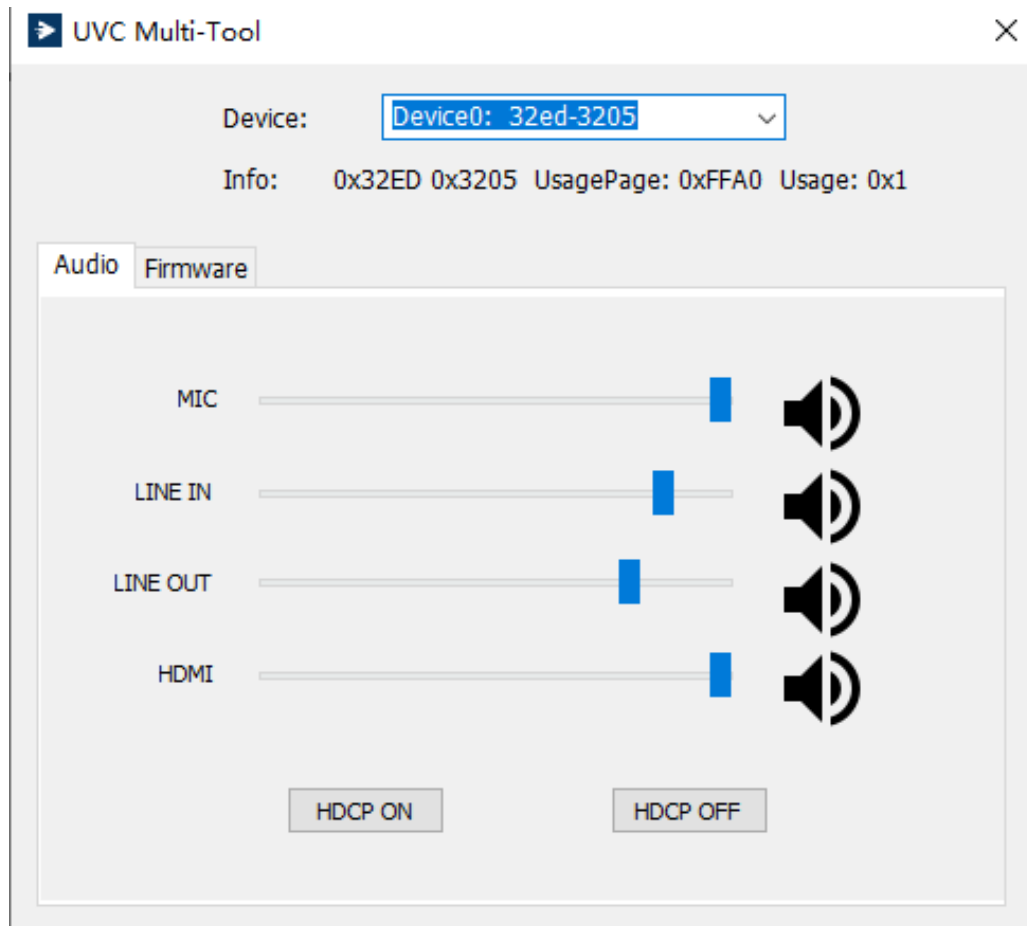 UVC Multi-Tool
Device: Device0: 32ed-3205
Info: 0x32ED 0x3205 UsagePage: 0xFFA0 Usage: 0x1
Audio Firmware
MIC
LINE IN
LINE OUT
HDMI
HDCP ON HDCP OFF